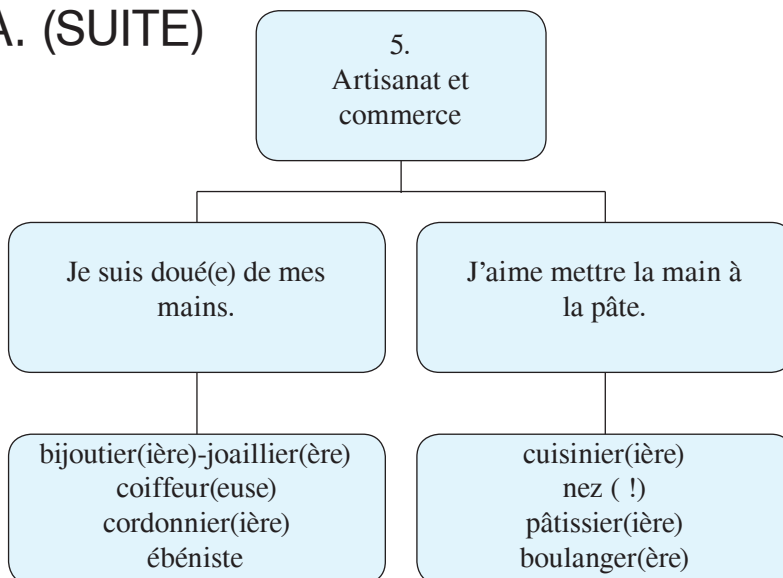 A. (SUITE)
5.
Artisanat et
commerce
Je suis doué(e) de mes
mains.
J'aime mettre la main à
la pâte.
bijoutier(ière)-joaillier(ère)
coiffeur(euse)
cordonnier(ière)
ébéniste
cuisinier(ière)
nez ( !)
pâtissier(ière)
boulanger(ère)